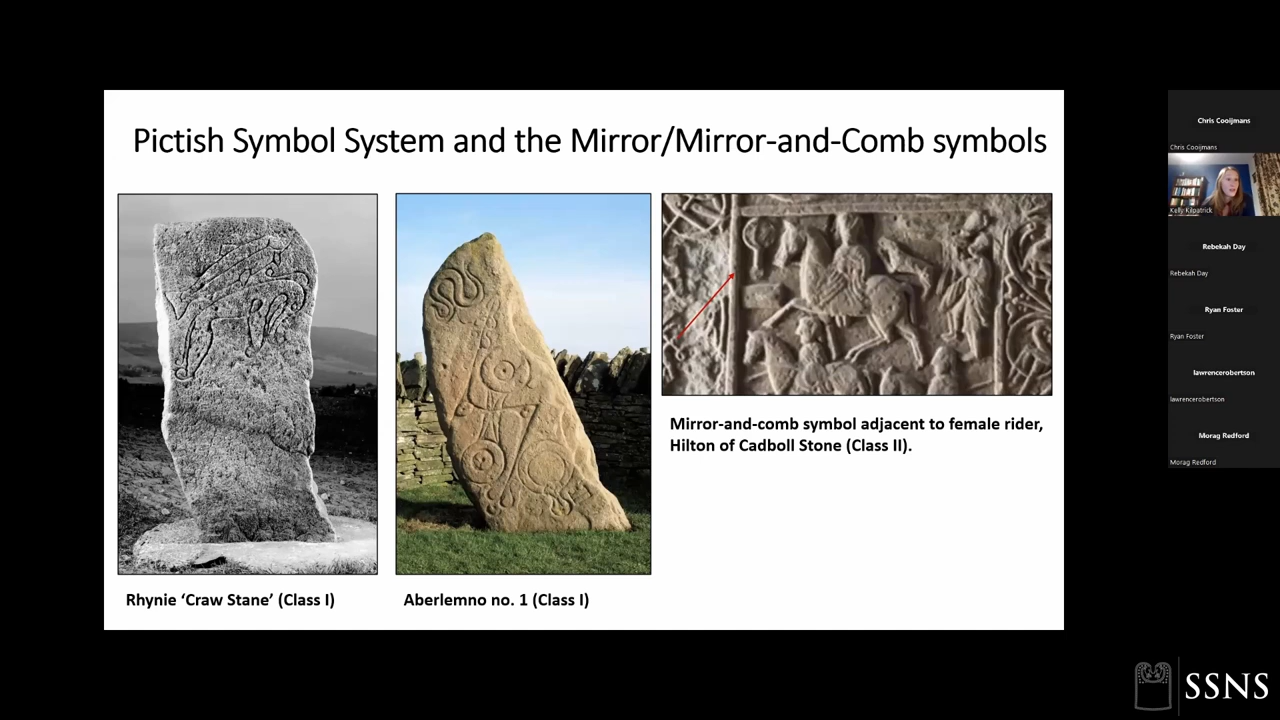 Pictish Symbol System and the Mirror/Mirror-and-Comb symbols
Mirror-and-comb symbol adjacent to female rider,
Hilton of Cadboll Stone (Class II).
Rhynie ‘Craw Stane’ (Class I)
Aberlemno no. 1 (Class I)
Chris Cooijmans
Chris Cooijmans
Kelly Kilpatrick
Rebekah Day
Rebekah Day
Ryan Foster
Ryan Foster
lawrencerobertson
lawrencerobertson
Morag Redford
Morag Redford
SSNS